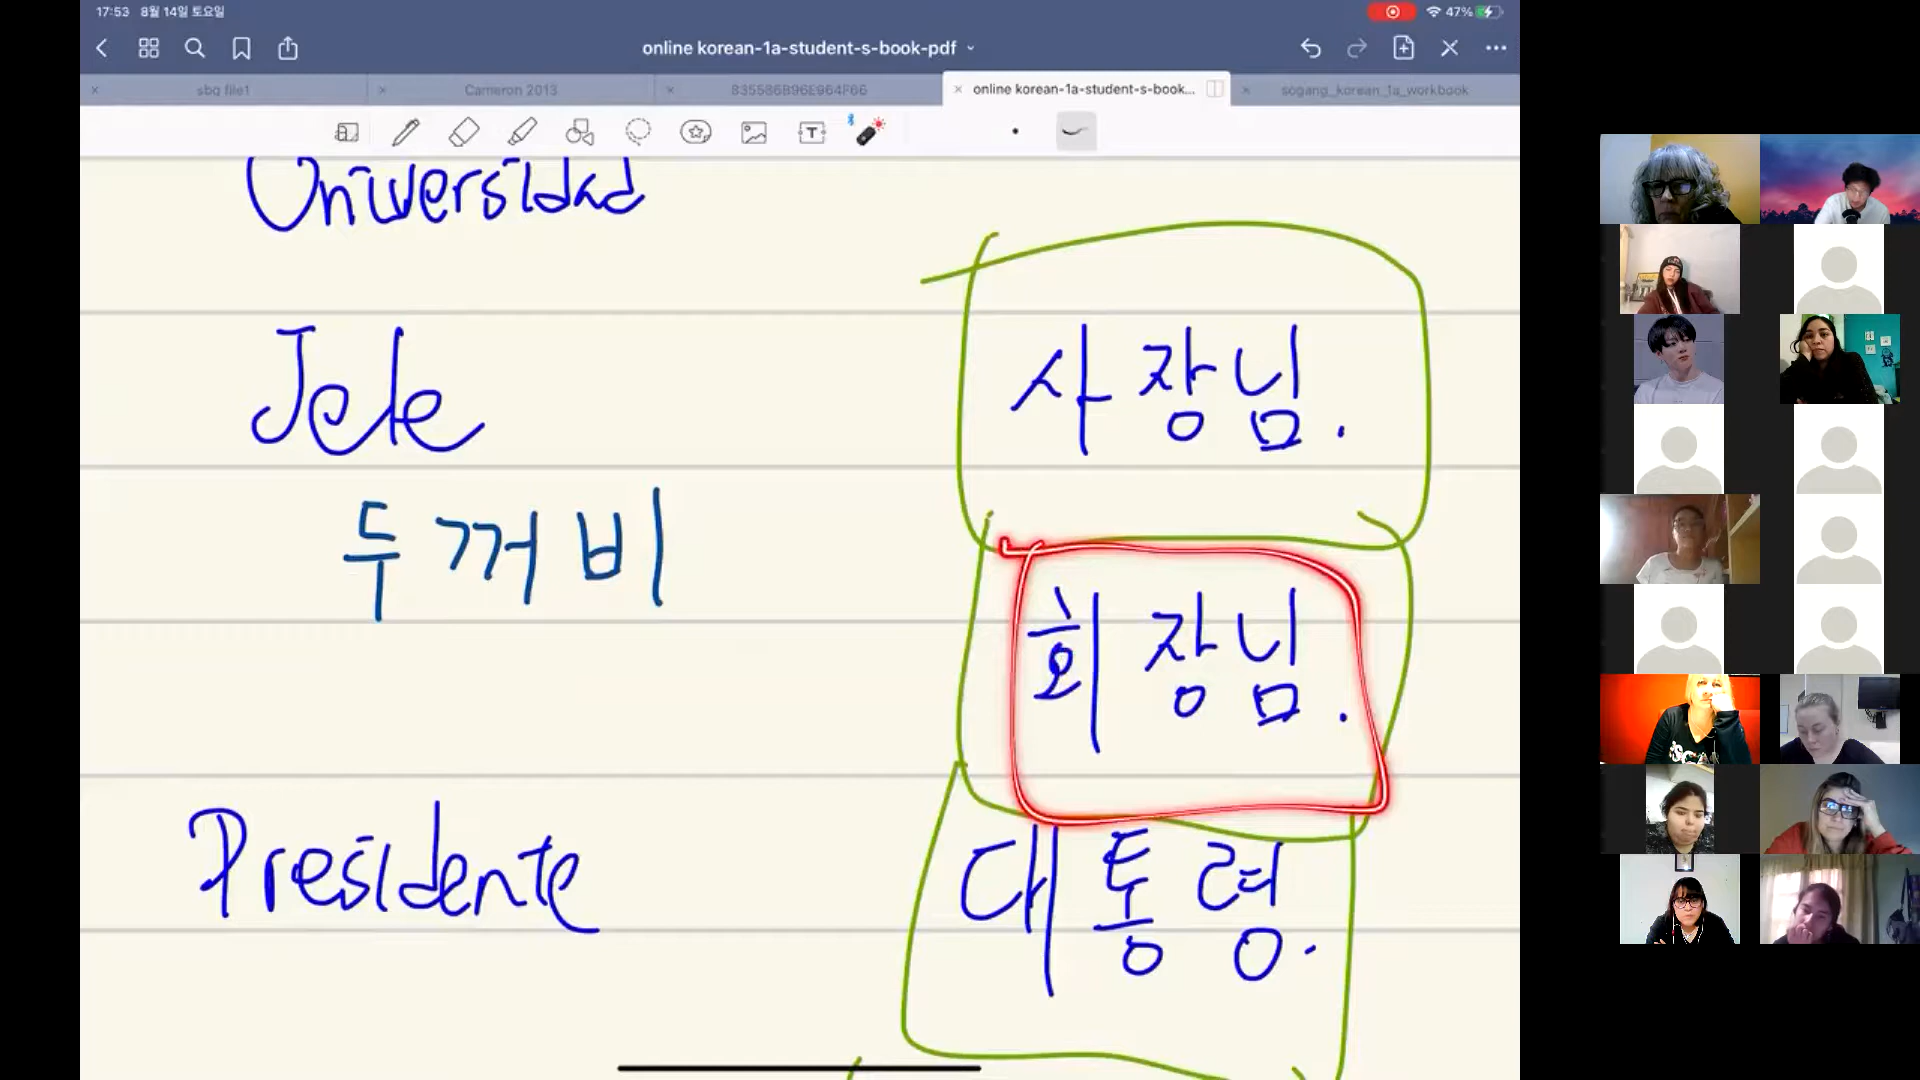 17:53 8월 14일 토요일
47%
online korean-1a-student-s-book-pdf
sbq file1
Cameron 2013
835586B96E964F66
online korean-1a-student-s-book...
sogang_korean_1a_workbook
Universidad
Jefe
사장님.
두꺼비
회장님.
Presidente
대통령.